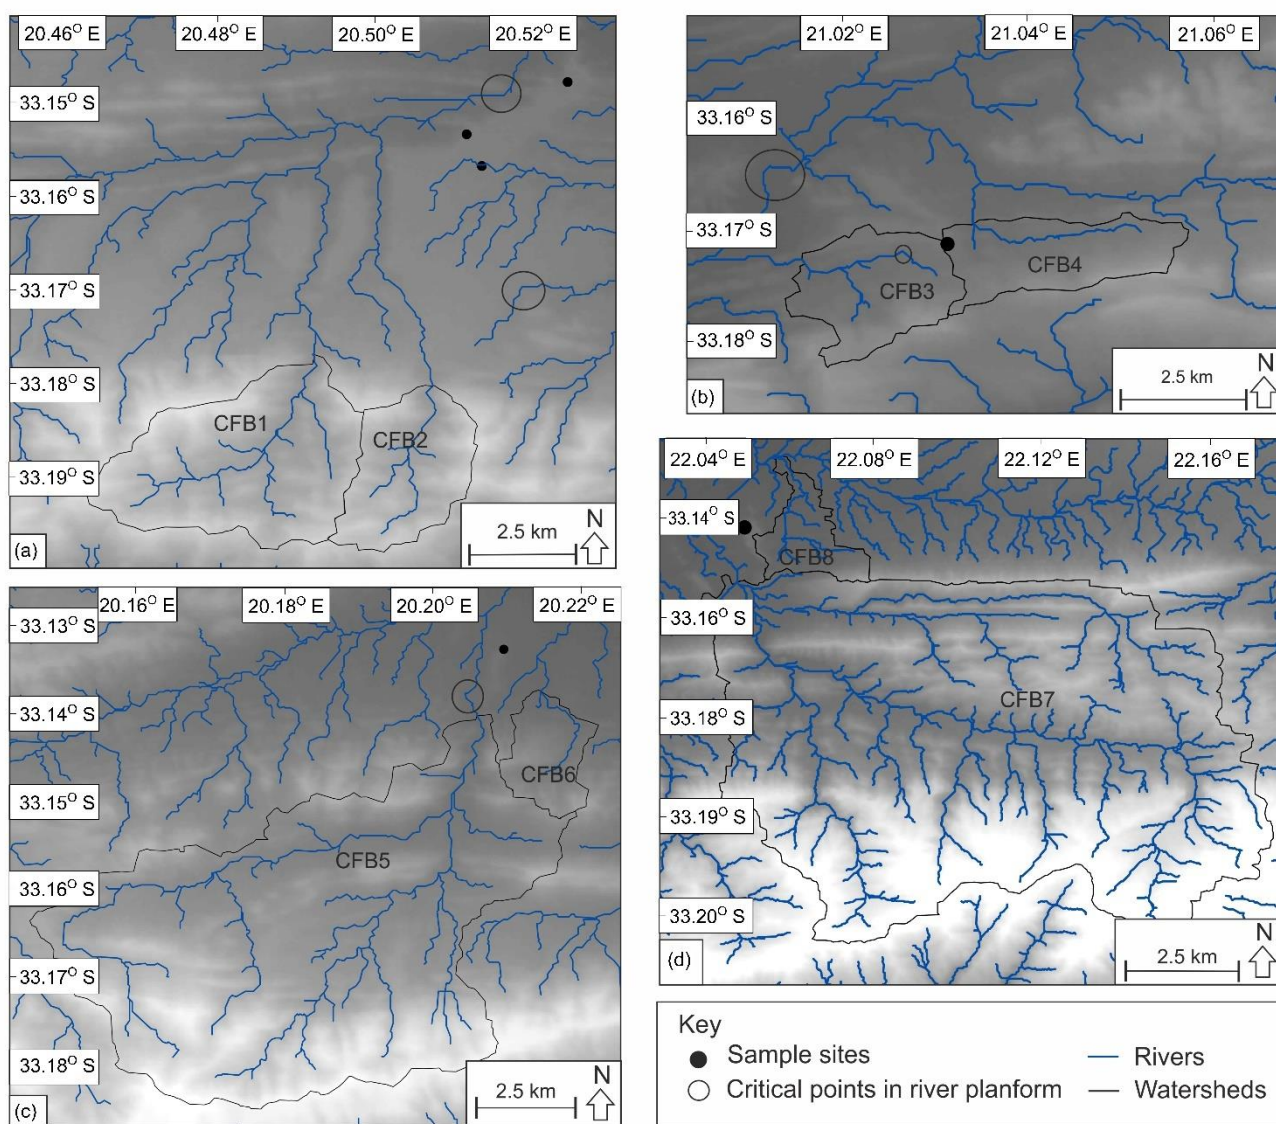 20.46° E
20.48° E
20.50° E
20.52° E
33.15° S
33.16° S
33.17° S
33.18° S
33.19° S
CFB1
CFB2
(a)
2.5 km
N
21.02° E
21.04° E
21.06° E
33.16° S
33.17° S
33.18° S
CFB3
CFB4
(b)
2.5 km
N
20.16° E
20.18° E
20.20° E
20.22° E
33.13° S
33.14° S
33.15° S
33.16° S
33.17° S
33.18° S
CFB5
CFB6
(c)
2.5 km
N
22.04° E
22.08° E
22.12° E
22.16° E
33.14° S
33.16° S
33.18° S
33.19° S
33.20° S
CFB8
CFB7
(d)
2.5 km
N
Key
Sample sites
Rivers
Critical points in river planform
Watersheds